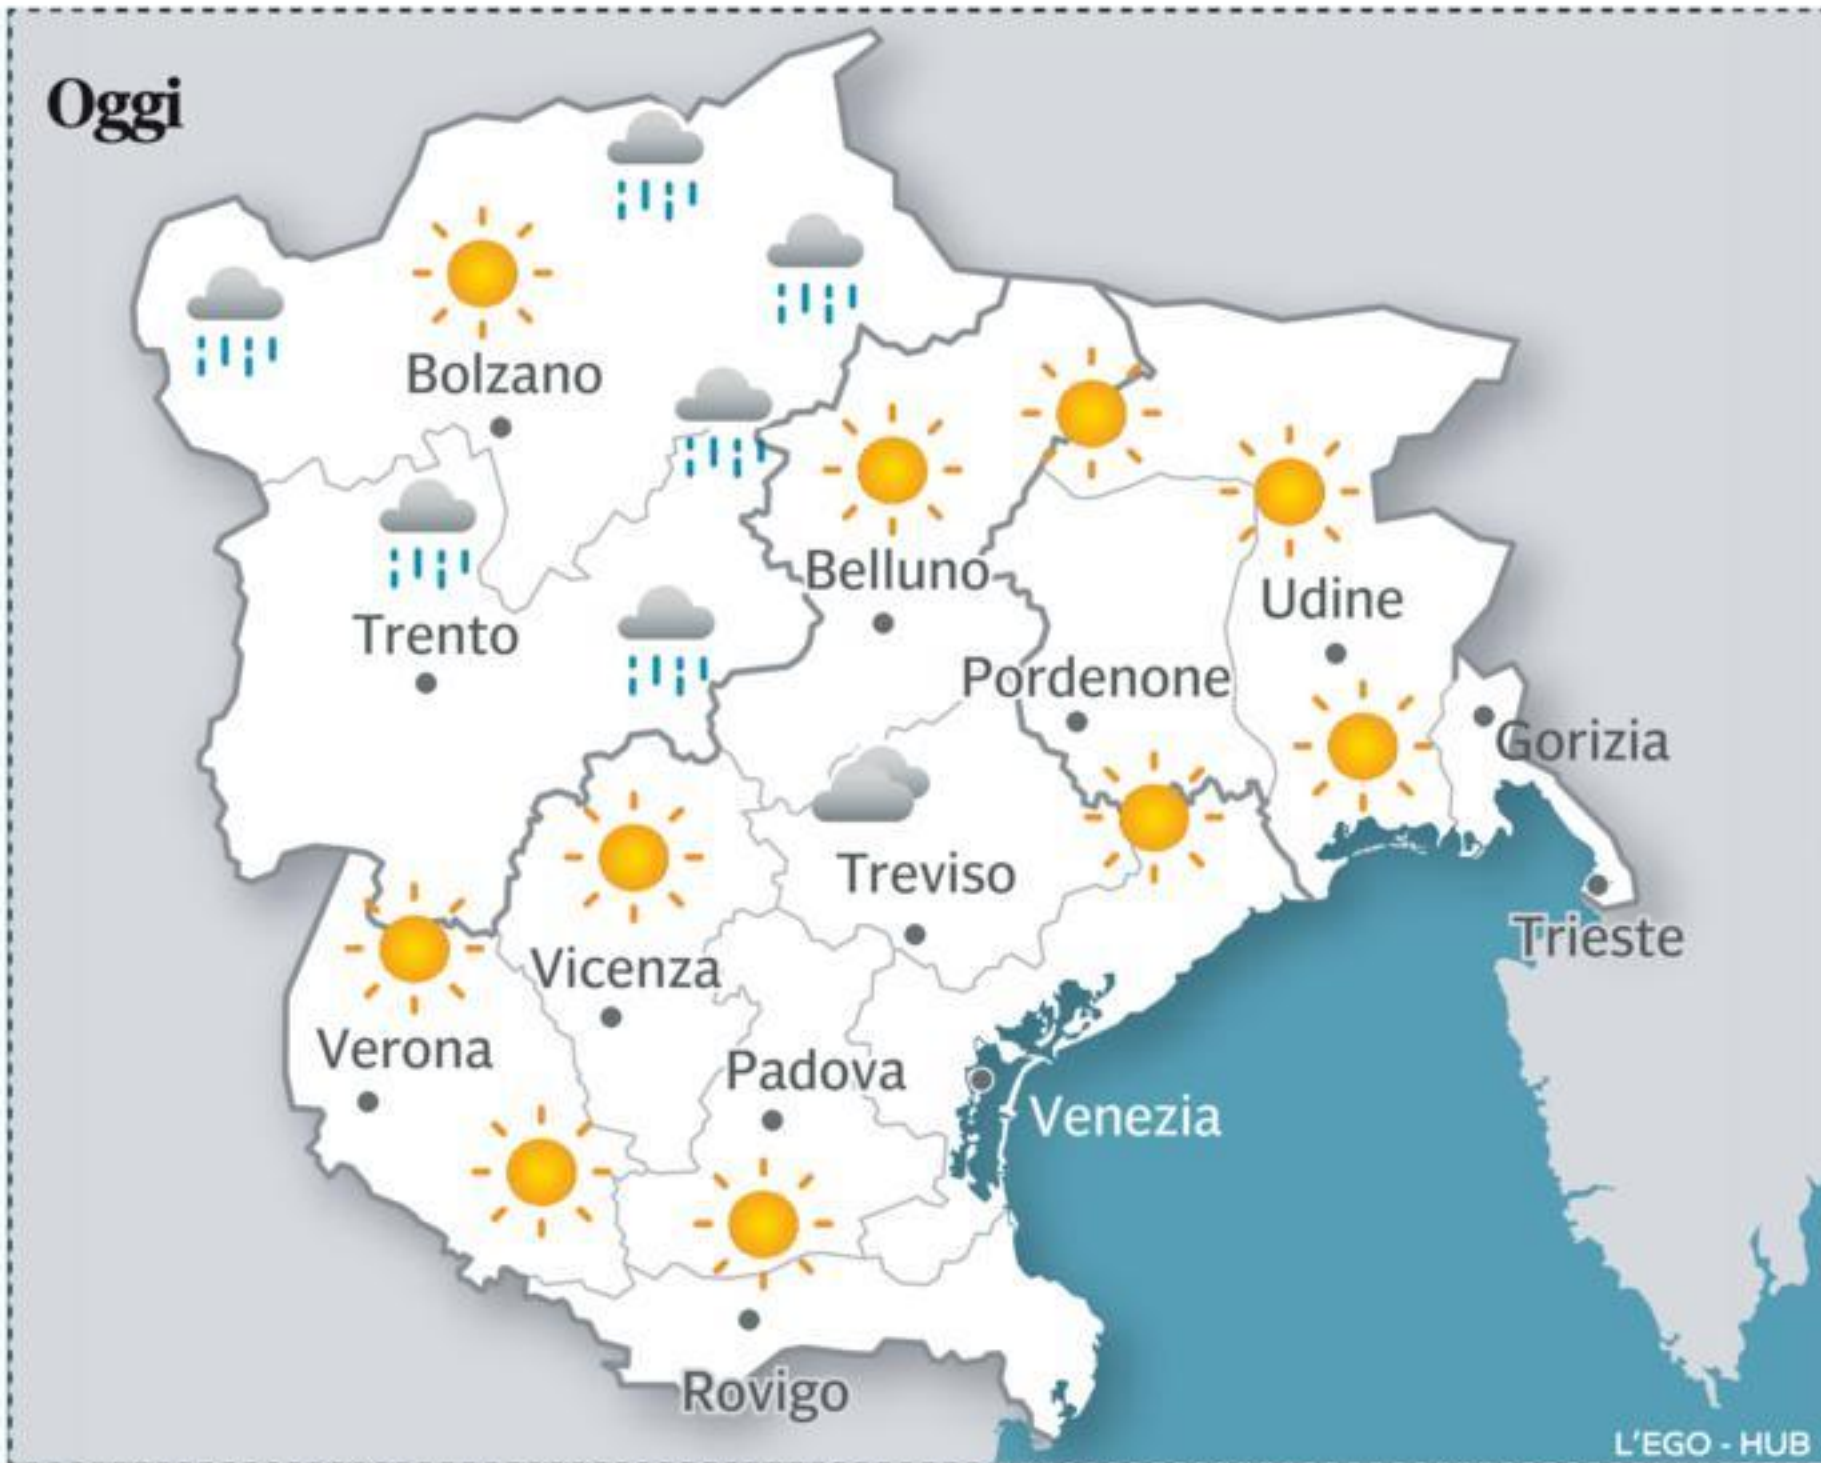 Oggi
Bolzano
Belluno
Udine
Trento
Pordenone
Gorizia
Treviso
Trieste
Vicenza
Verona
Padova
Venezia
Rovigo
L'EGO - HUB